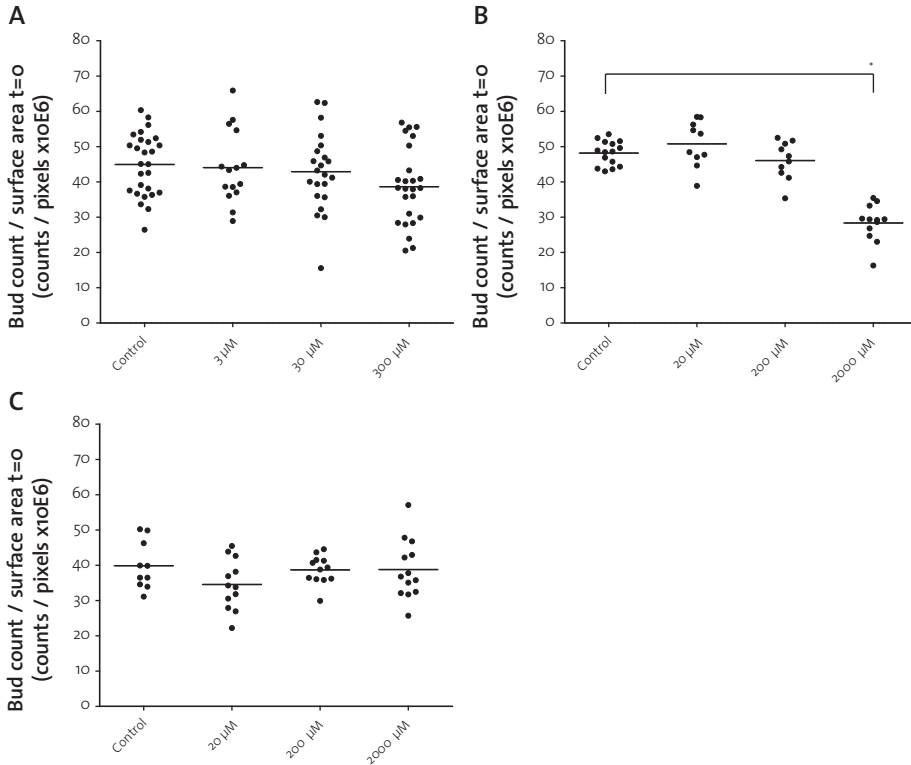 A
Bud count / surface area t=0
(counts / pixels x10E6)
80
70
60
50
40
30
20
10
0
Control
3 µM
30 µM
300 µM
B
Bud count / surface area t=0
(counts / pixels x10E6)
80
70
60
50
40
30
20
10
0
*
Control
20 µM
200 µM
2000 µM
C
Bud count / surface area t=0
(counts / pixels x10E6)
80
70
60
50
40
30
20
10
0
Control
20 µM
200 µM
2000 µM